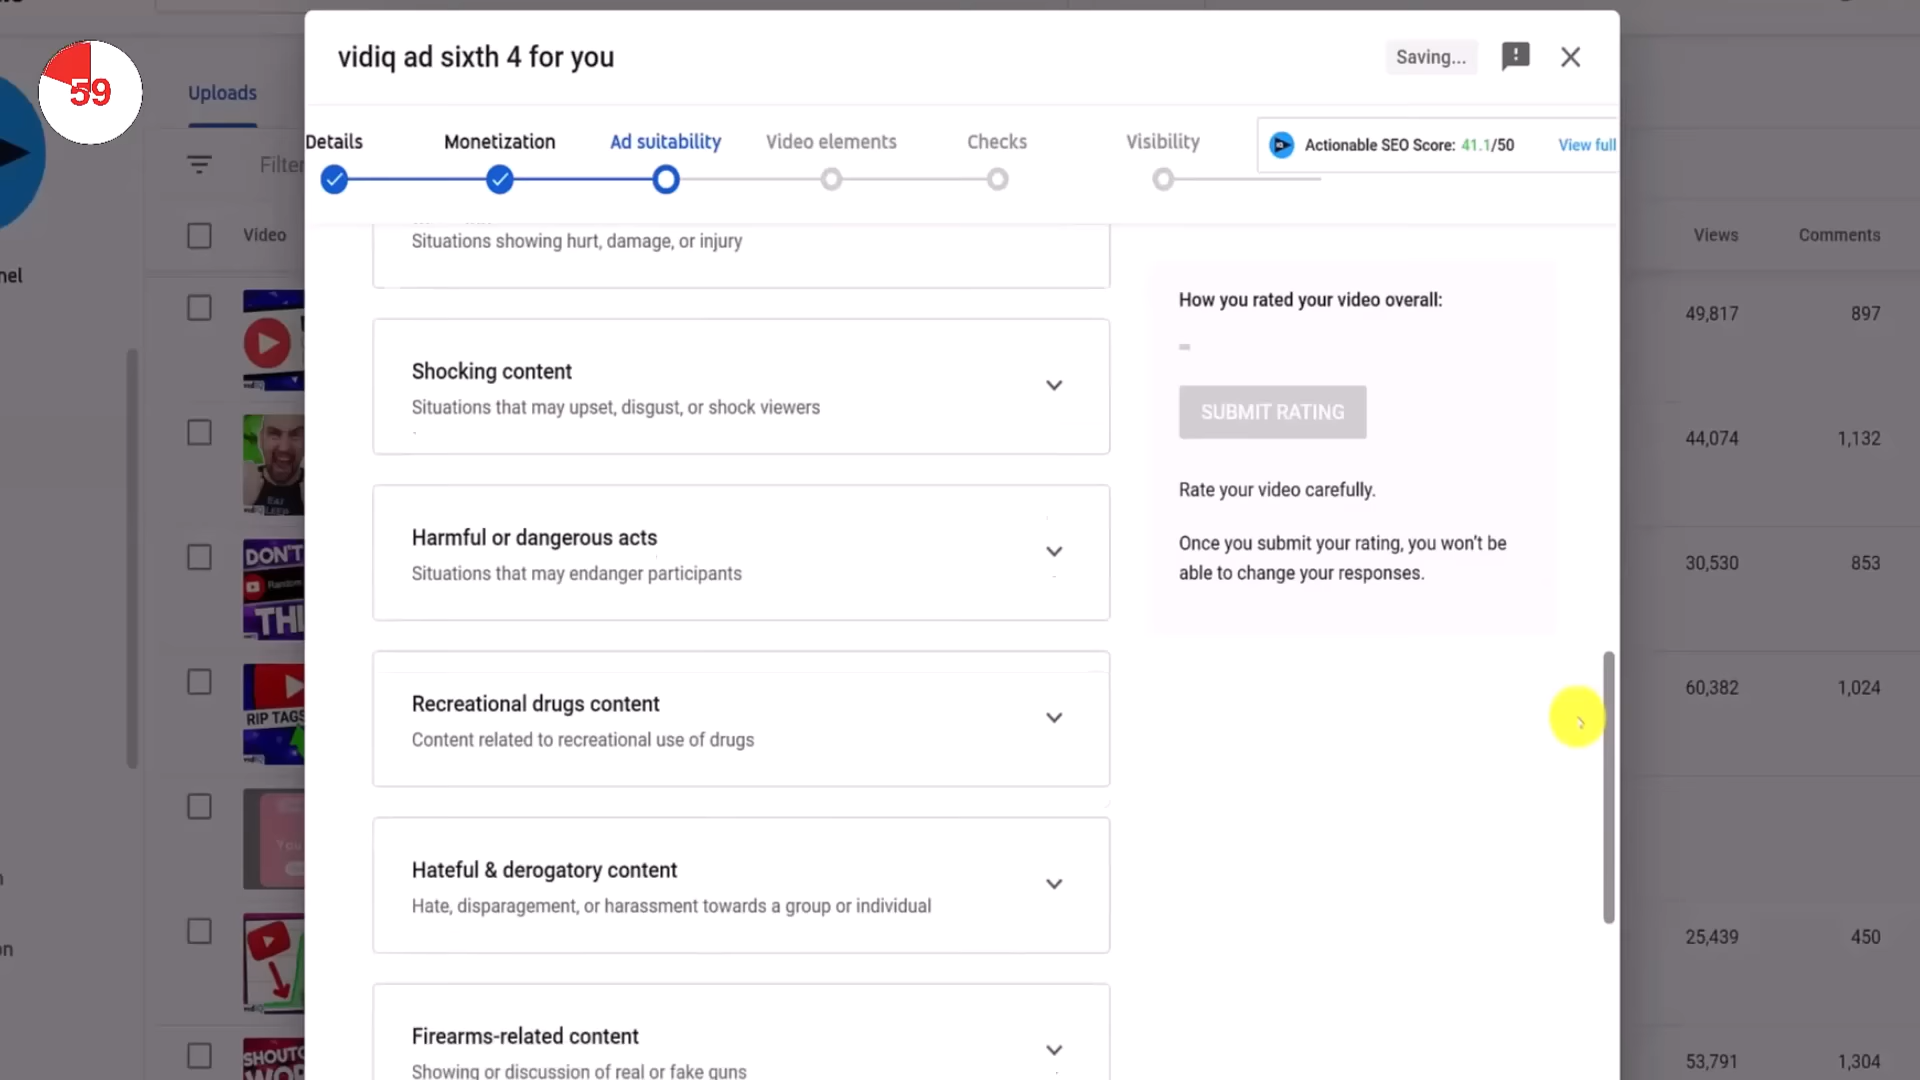 vidiq ad sixth 4 for you
Saving...
59
Uploads
Details
Monetization
Ad suitability
Video elements
Checks
Visibility
Actionable SEO Score: 41.1/50
View full
Filter
Video
Views
Comments
nel
Situations showing hurt, damage, or injury
How you rated your video overall:
-
SUBMIT RATING
Rate your video carefully.
Once you submit your rating, you won't be
able to change your responses.
Shocking content
Situations that may upset, disgust, or shock viewers
Harmful or dangerous acts
Situations that may endanger participants
Recreational drugs content
Content related to recreational use of drugs
Hateful & derogatory content
Hate, disparagement, or harassment towards a group or individual
Firearms-related content
Showing or discussion of real or fake guns
49,817
897
44,074
1,132
DON'T
Random
THI
30,530
853
RIP TAGS
60,382
1,024
You
25,439
450
on
SHOUTO
WO
53,791
1,304